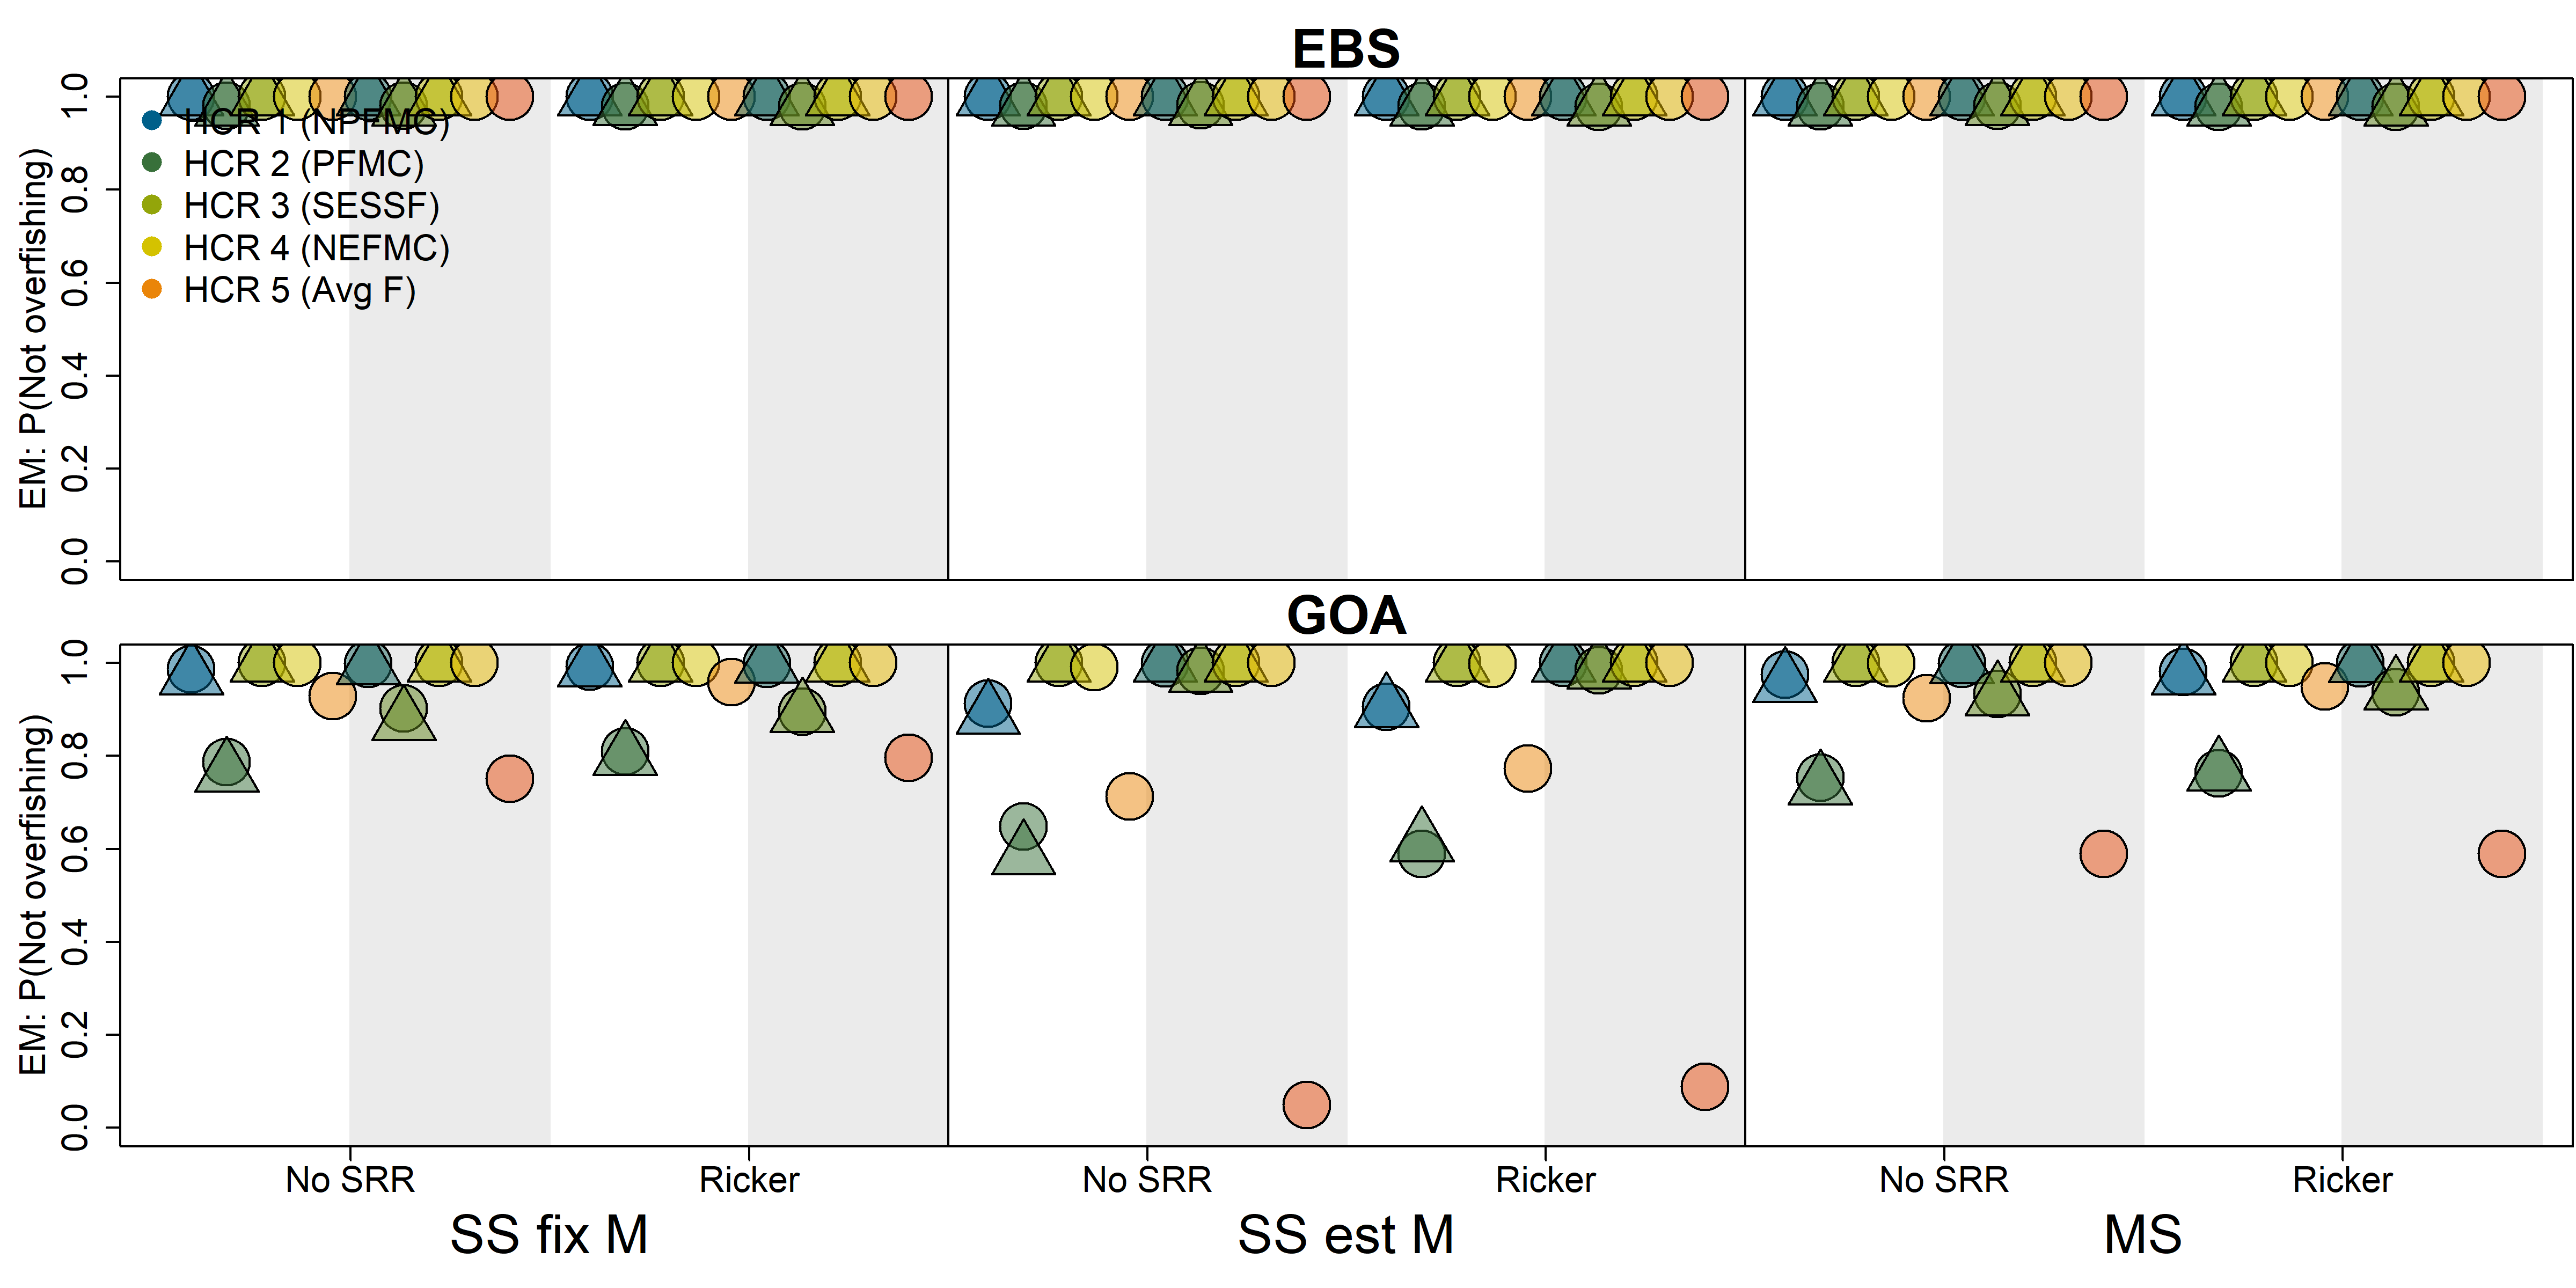 EBS
EM: P(Not overfishing)
1.0
0.8
0.6
0.4
0.2
0.0
HCR 1 (NPFMC)
HCR 2 (PFMC)
HCR 3 (SESSF)
HCR 4 (NEFMC)
HCR 5 (Avg F)
GOA
EM: P(Not overfishing)
1.0
0.8
0.6
0.4
0.2
0.0
No SRR Ricker No SRR Ricker No SRR Ricker
SS fix M SS est M MS